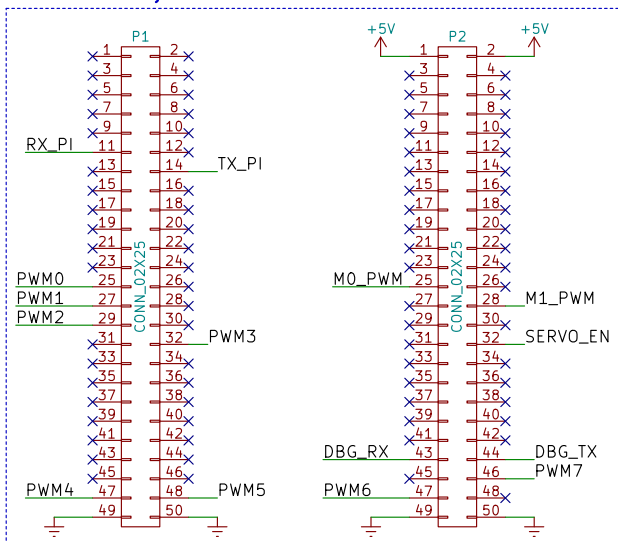 P1
1 2
3 4
5 6
7 8
9 10
RX_PI 11 12
13 14 TX_PI
15 16
17 18
19 20
21 22
23 24
PWM0 25 26
PWM1 27 28
PWM2 29 30
31 32 PWM3
33 34
35 36
37 38
39 40
41 42
43 44
45 46
PWM4 47 48 PWM5
49 50
CONN_02X25
+5V P2 +5V
1 2
3 4
5 6
7 8
9 10
11 12
13 14
15 16
17 18
19 20
21 22
23 24
M0_PWM 25 26
27 28 M1_PWM
29 30
31 32 SERVO_EN
33 34
35 36
37 38
39 40
41 42
DBG_RX 43 44 DBG_TX
45 46 PWM7
PWM6 47 48
49 50
CONN_02X25